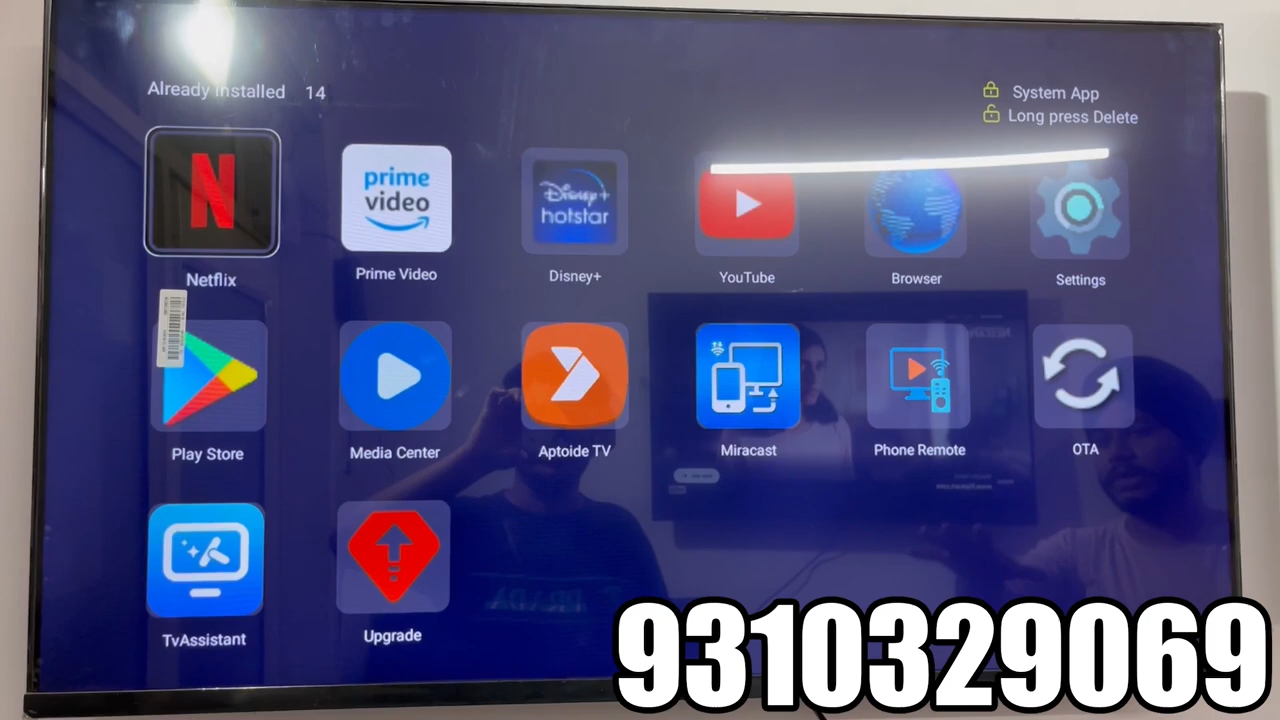 Already Installed 14
System App
Long press Delete
N
prime video
Disney+ hotstar
Netflix
Prime Video
Disney+
YouTube
Browser
Settings
Play Store
Media Center
Aptoide TV
Miracast
Phone Remote
OTA
TvAssistant
Upgrade
PRADA
9310329069